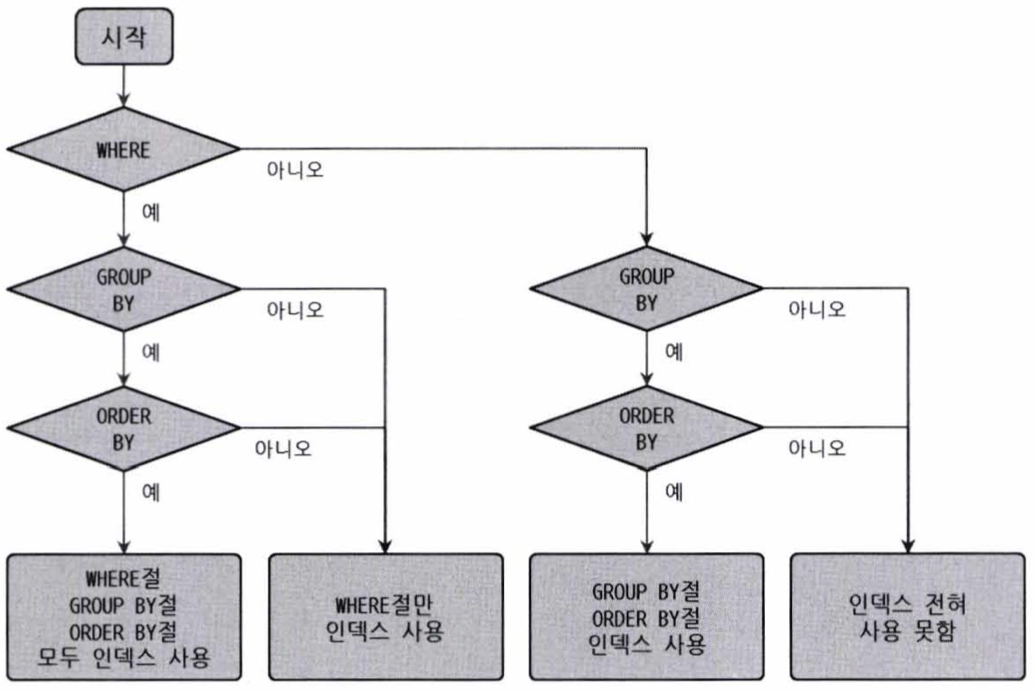 시작
WHERE
아니오
예
GROUP
BY
아니오
예
ORDER
BY
아니오
예
GROUP
BY
아니오
예
ORDER
BY
아니오
예
WHERE절
GROUP BY절
ORDER BY절
모두 인덱스 사용
WHERE절만
인덱스 사용
GROUP BY절
ORDER BY절
인덱스 사용
인덱스 전혀
사용 못함